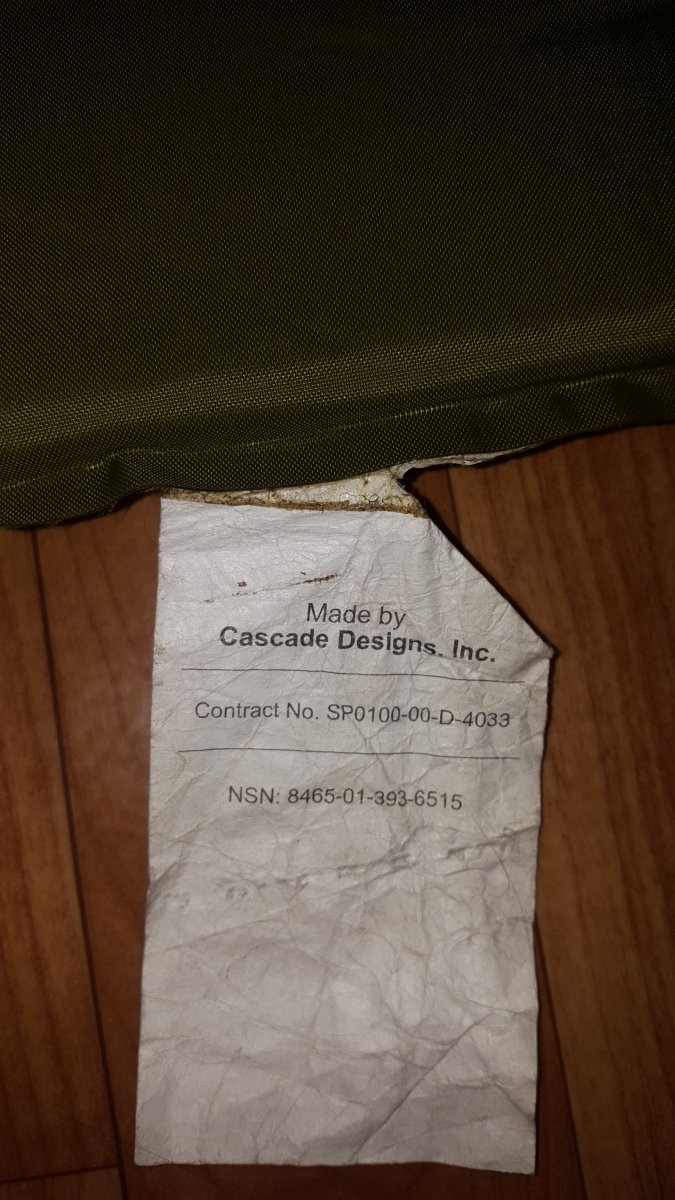 Made by
Cascade Designs, Inc.
Contract No. SP0100-00-D-4033
NSN: 8465-01-393-6515